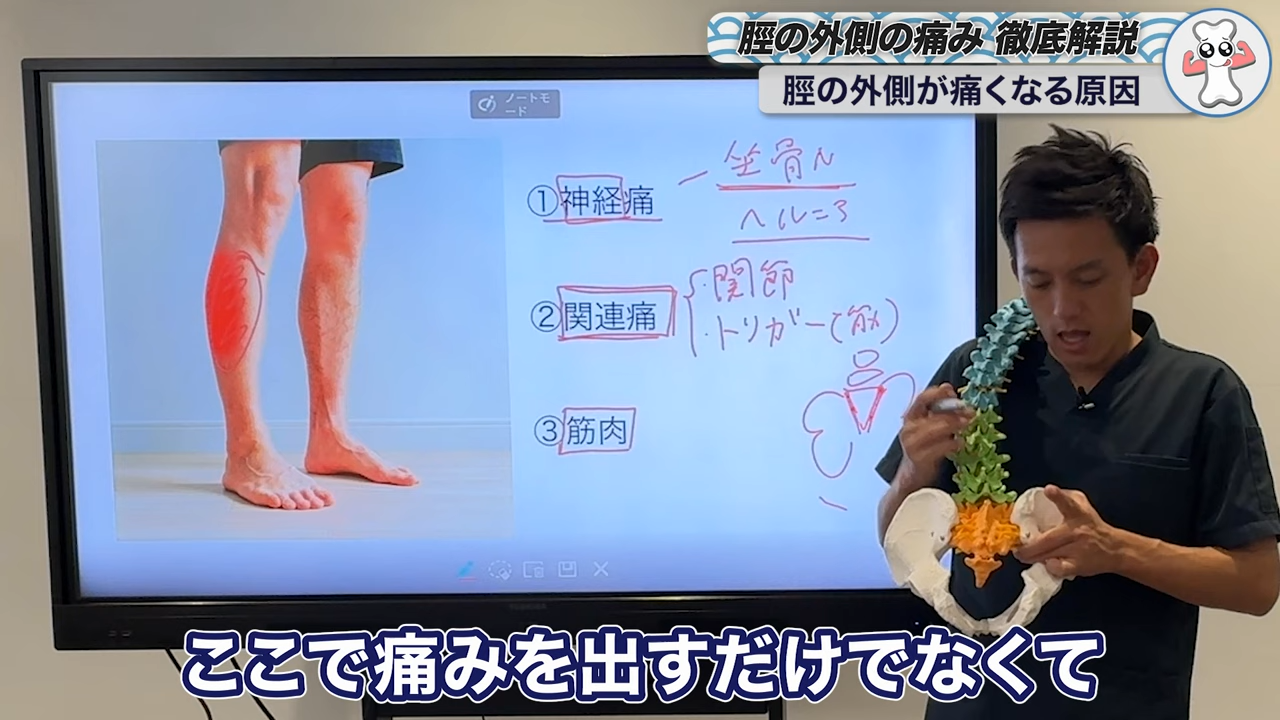 脛の外側の痛み 徹底解説
脛の外側が痛くなる原因
ノートモ
ード
①神経痛
坐骨N
ヘルニア
②関連痛
・関節
・トリガー(筋)
③筋肉
ここで痛みを出すだけでなくて